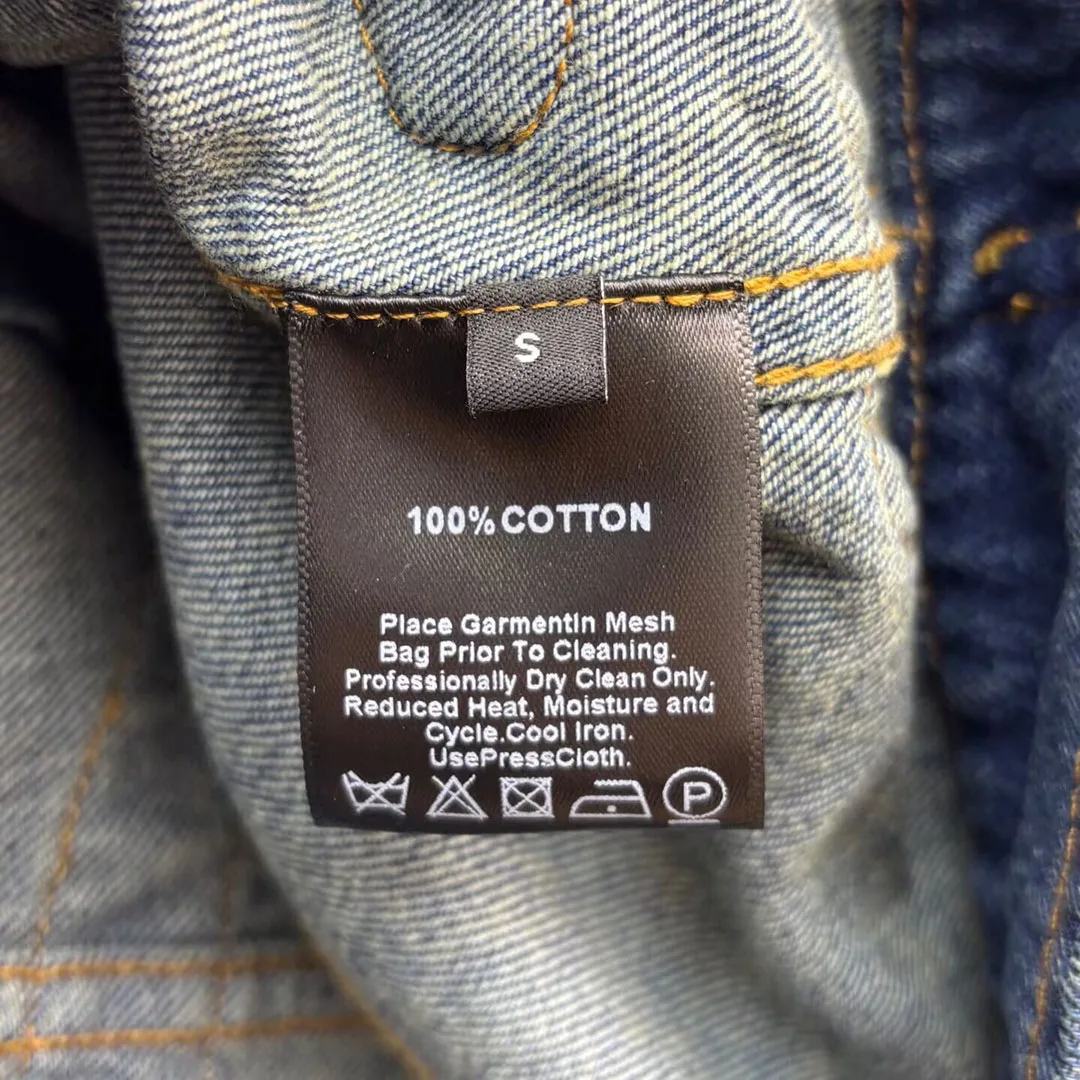 S
100% COTTON
Place GarmentIn Mesh
Bag Prior To Cleaning.
Professionally Dry Clean Only.
Reduced Heat, Moisture and
Cycle.Cool Iron.
UsePressCloth.
P